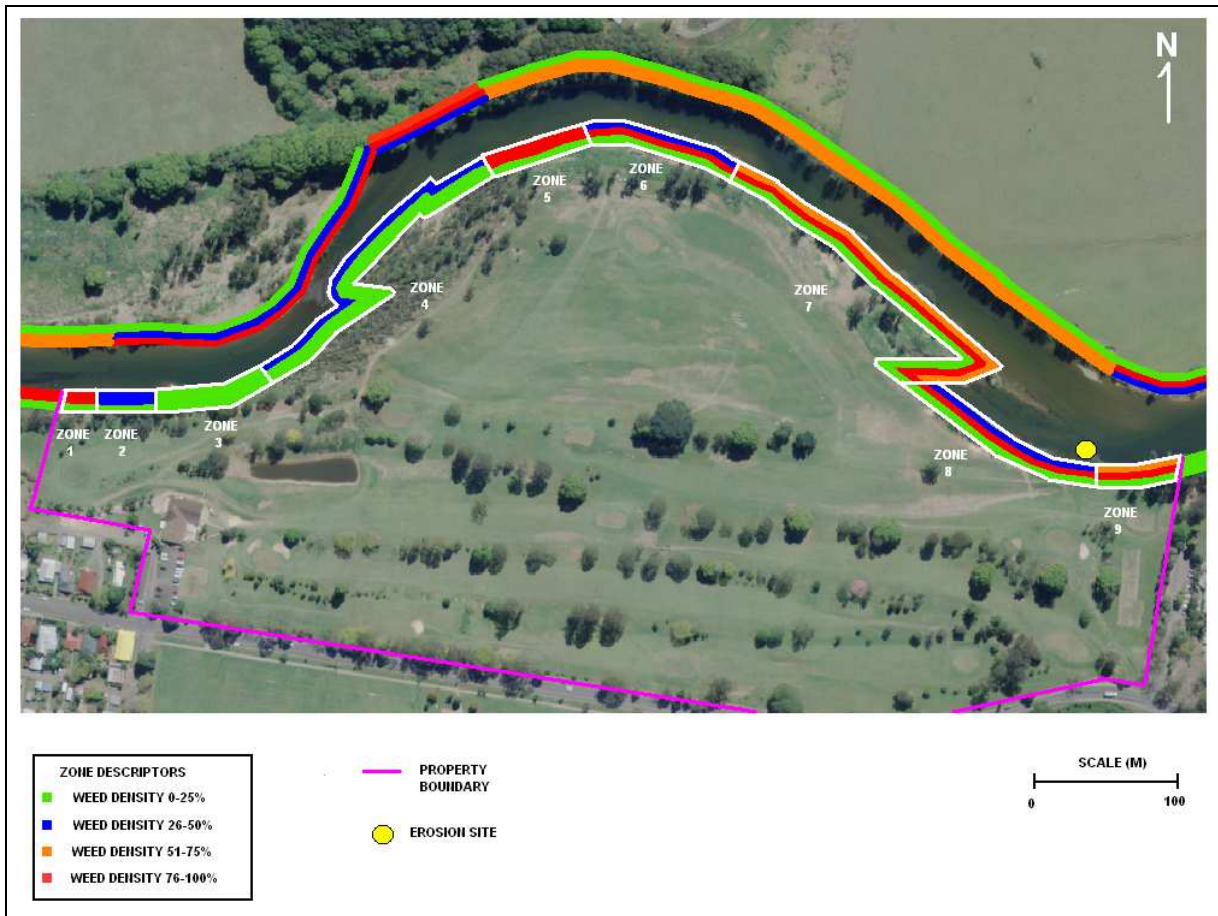 N
ZONE
5
ZONE
6
ZONE
4
ZONE
7
ZONE
1
ZONE
2
ZONE
3
ZONE
8
ZONE
9
ZONE DESCRIPTORS
WEED DENSITY 0-25%
WEED DENSITY 26-50%
WEED DENSITY 51-75%
WEED DENSITY 76-100%
PROPERTY
BOUNDARY
EROSION SITE
SCALE (M)
0 100